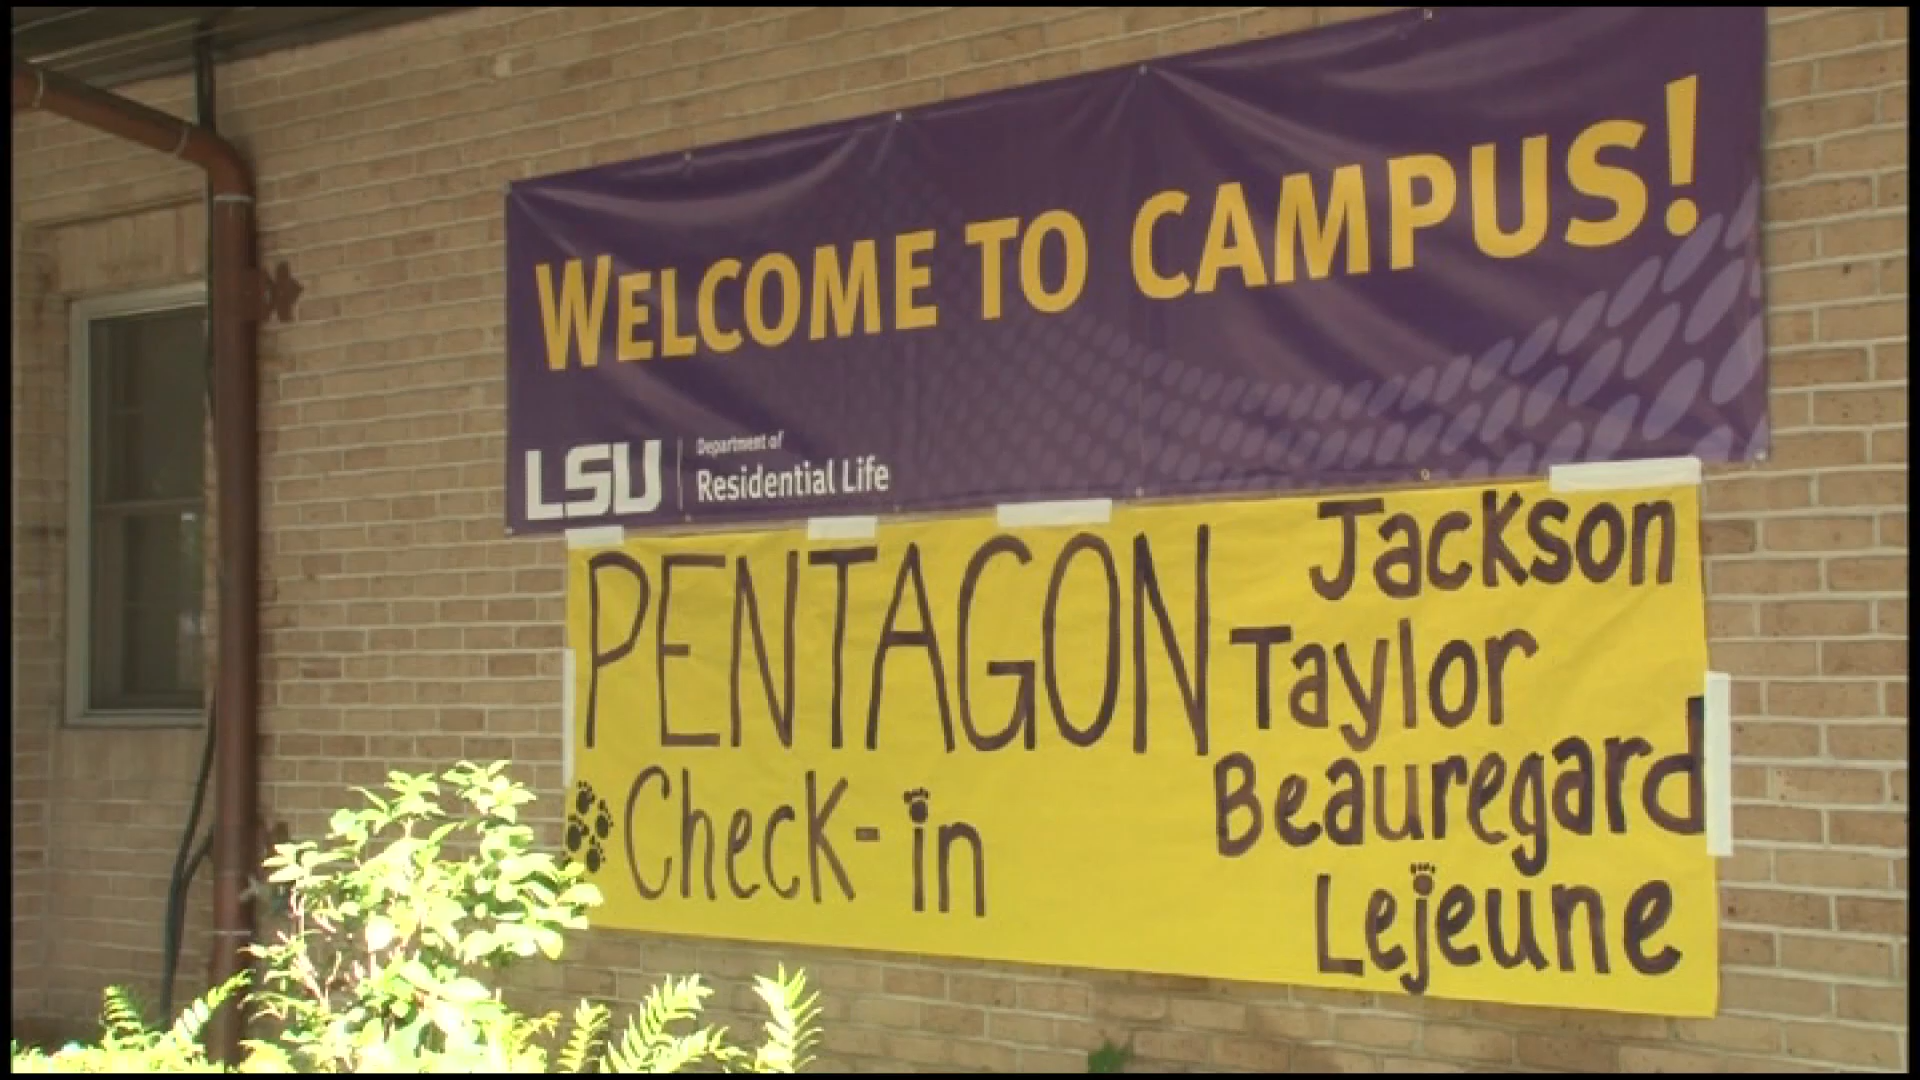 WELCOME TO CAMPUS!
LSU
Department of
Residential Life
PENTAGON
Check-in
Jackson
Taylor
Beauregard
Lejeune